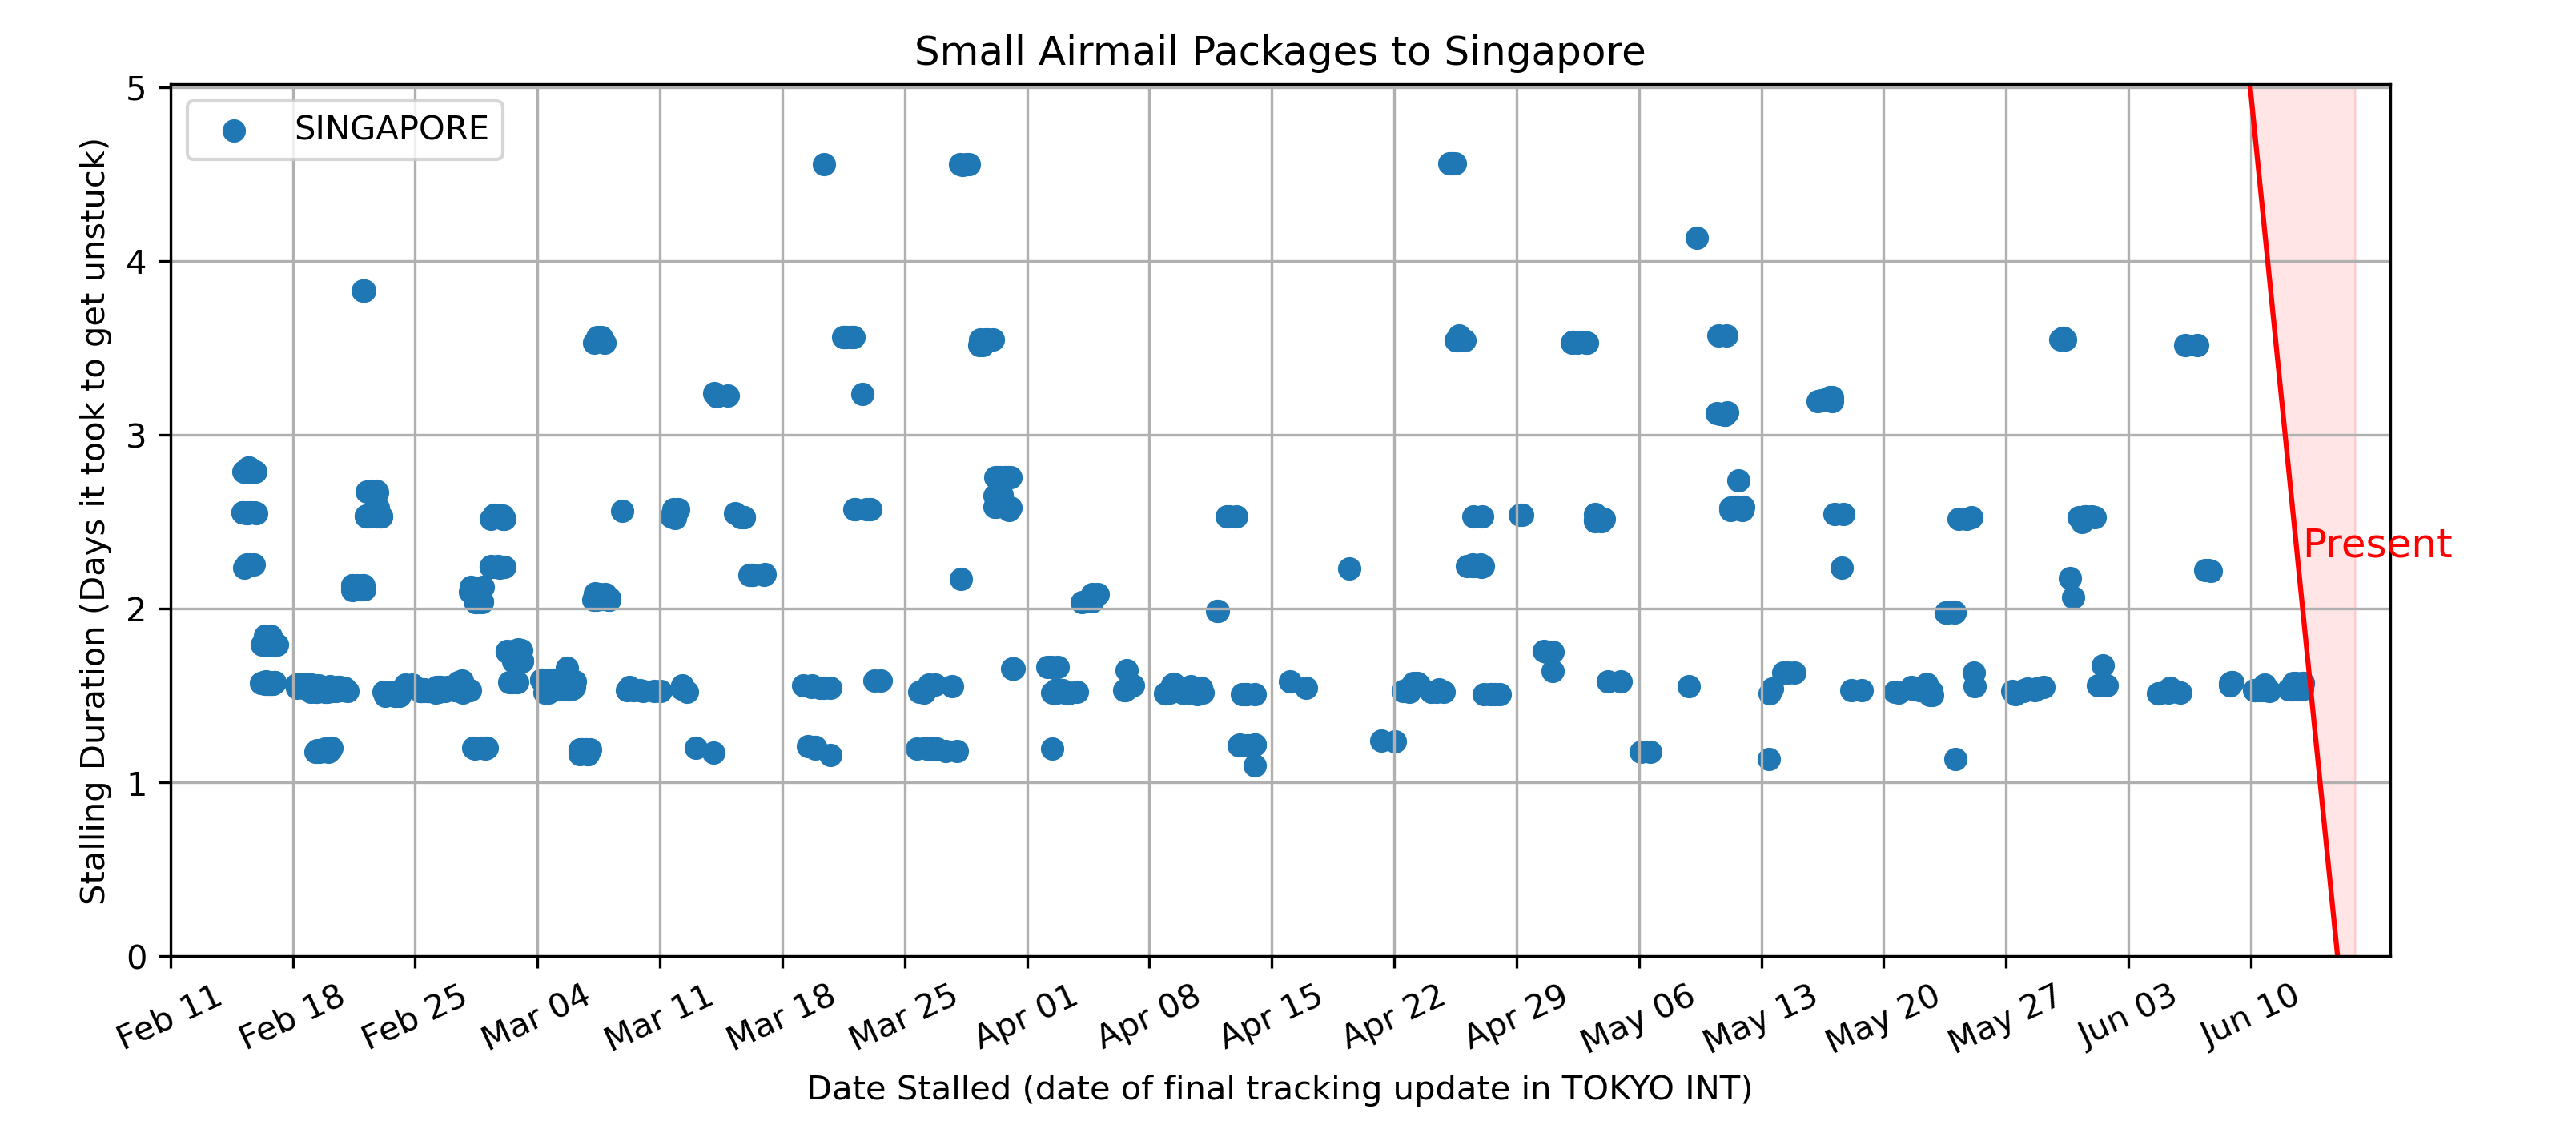 Small Airmail Packages to Singapore
SINGAPORE
Stalling Duration (Days it took to get unstuck)
5
4
3
2
1
0
Present
Feb 11
Feb 18
Feb 25
Mar 04
Mar 11
Mar 18
Mar 25
Apr 01
Apr 08
Apr 15
Apr 22
Apr 29
May 06
May 13
May 20
May 27
Jun 03
Jun 10
Date Stalled (date of final tracking update in TOKYO INT)